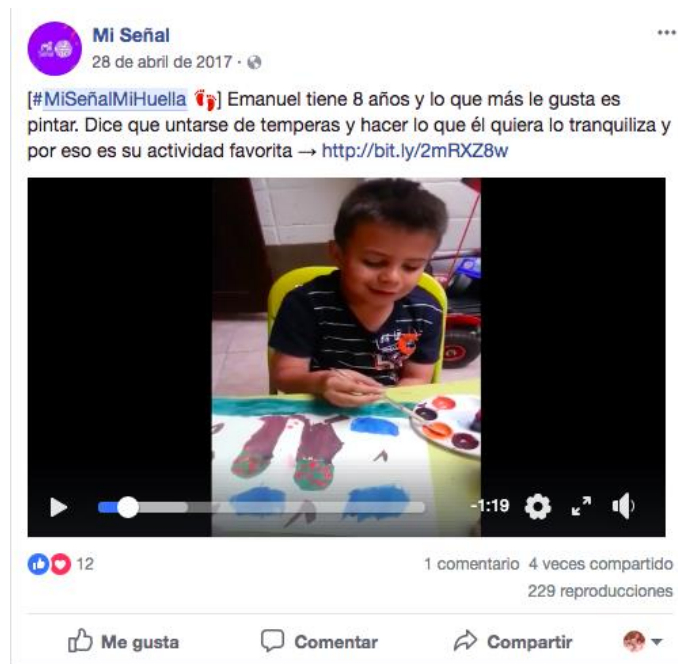 Mi Señal
28 de abril de 2017 ·
[#MiSeñalMiHuella 👣] Emanuel tiene 8 años y lo que más le gusta es
pintar. Dice que untarse de temperas y hacer lo que él quiera lo tranquiliza y
por eso es su actividad favorita → http://bit.ly/2mRXZ8w
-1:19
12
1 comentario 4 veces compartido
229 reproducciones
Me gusta Comentar Compartir